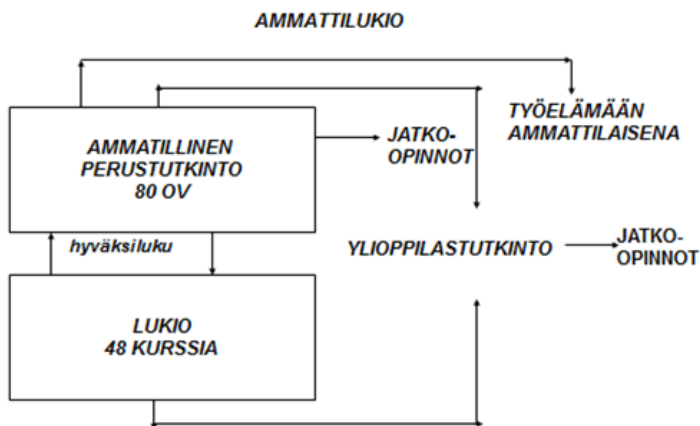 AMMATTILUKIO
TYÖELÄMÄÄN
AMMATTILAISENA
AMMATILLINEN
PERUSTUTKINTO
80 OV
JATKO-
OPINNOT
hyväksiluku
YLIOPPILASTUTKINTO
JATKO-
OPINNOT
LUKIO
48 KURSSIA